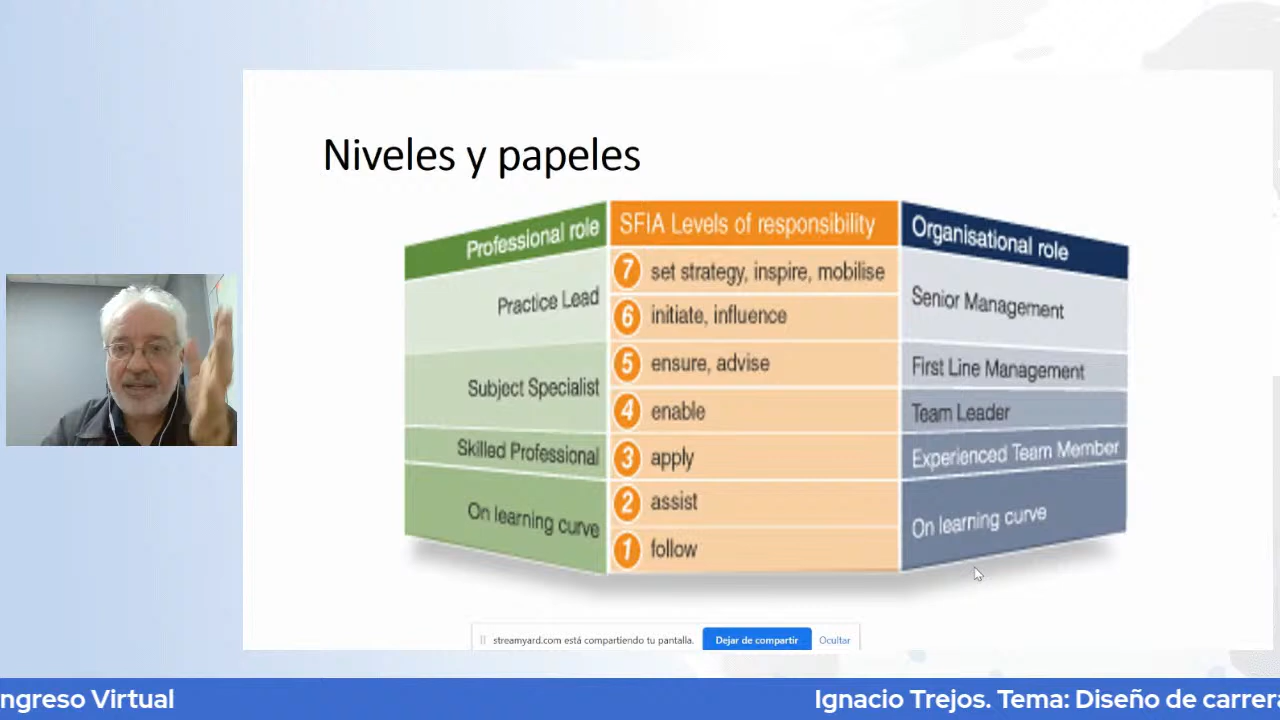 Niveles y papeles
Professional role
SFIA Levels of responsibility
Organisational role
Practice Lead
7 set strategy, inspire, mobilise
Senior Management
6 initiate, influence
Subject Specialist
5 ensure, advise
First Line Management
4 enable
Team Leader
Skilled Professional
3 apply
Experienced Team Member
On learning curve
2 assist
On learning curve
1 follow
streamyard.com está compartiendo tu pantalla.
Dejar de compartir
Ocultar
ngreso Virtual
Ignacio Trejos. Tema: Diseño de carrera